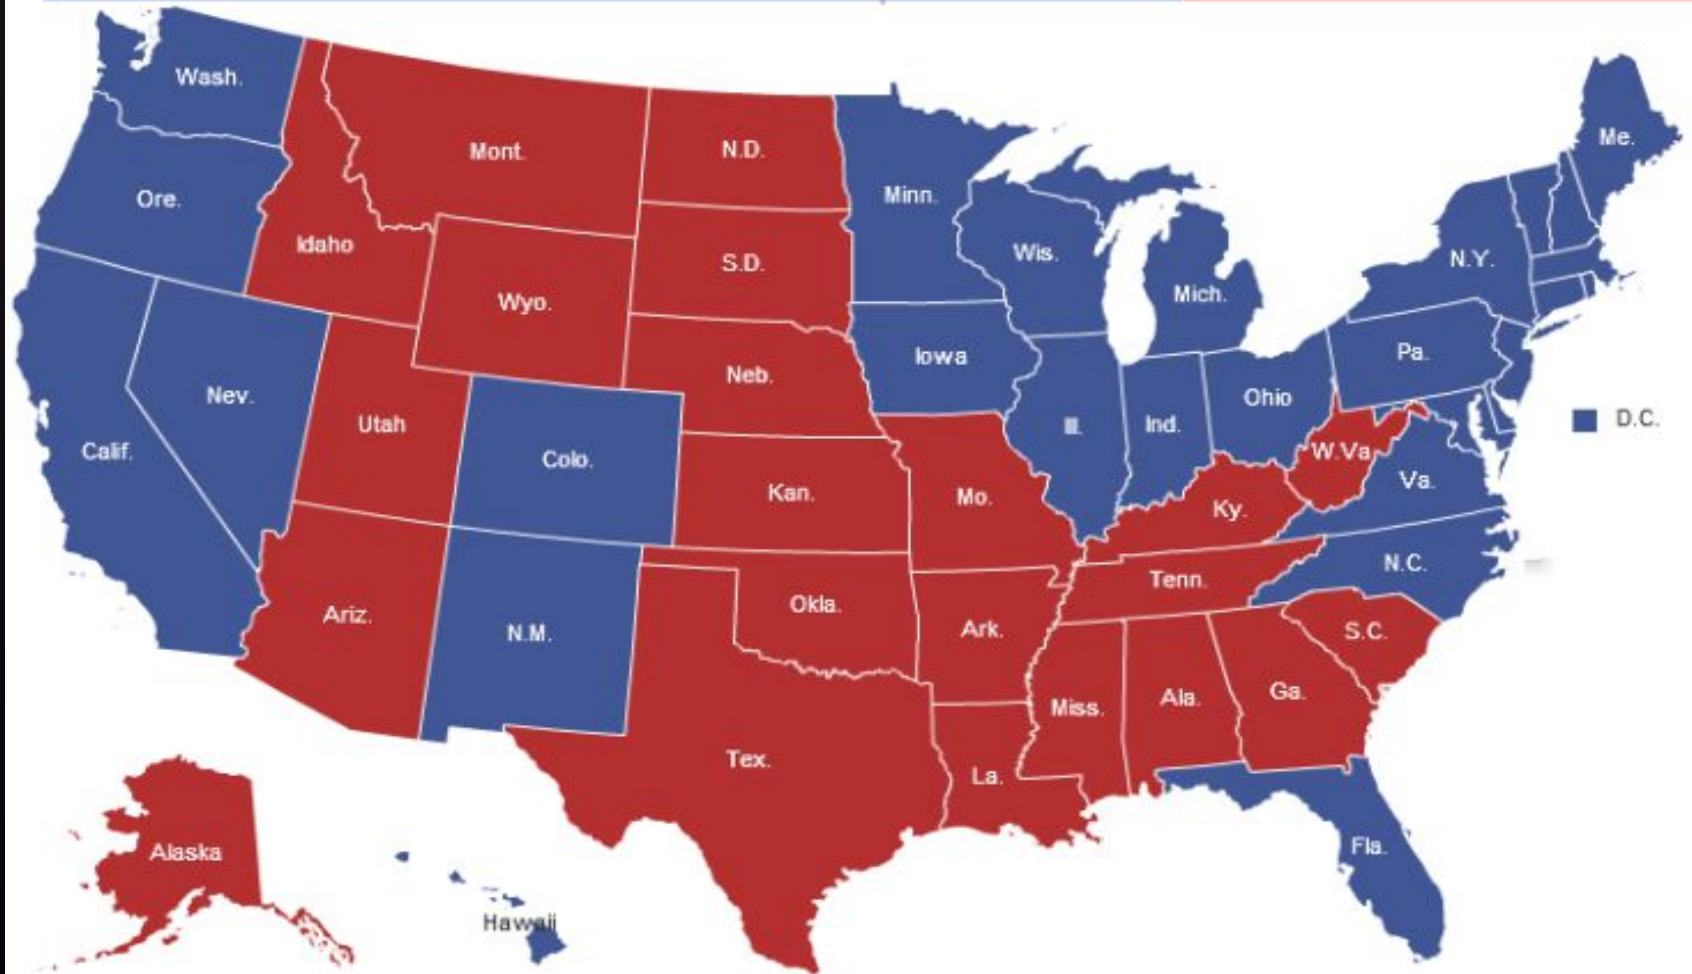 Wash.
Me.
Mont.
N.D.
Minn.
Ore.
Idaho
Wis.
N.Y.
S.D.
Mich.
Wyo.
Pa.
Iowa
Neb.
Nev.
Ohio
Utah
Ill.
Ind.
D.C.
Calif.
Colo.
W.Va
Va.
Kan.
Mo.
Ky.
N.C.
Tenn.
Okla.
Ariz.
N.M.
Ark.
S.C.
Miss.
Ala.
Ga.
Tex.
La.
Fla.
Alaska
Hawaii